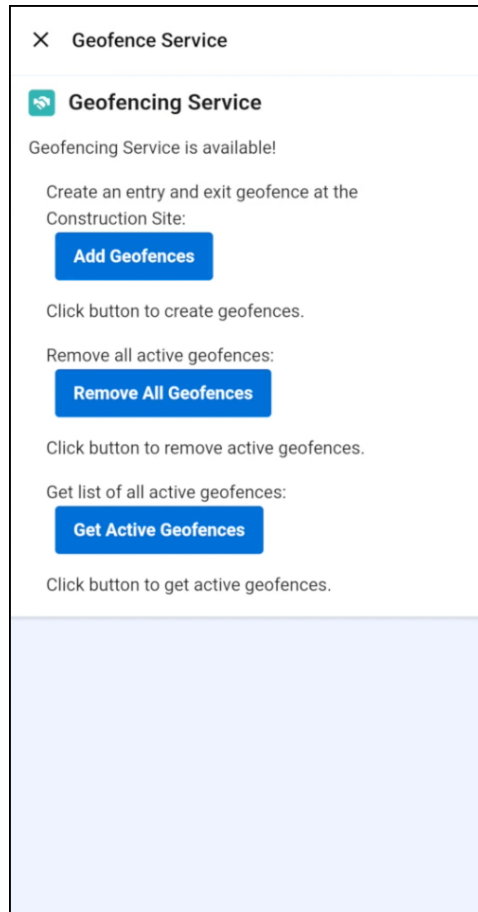 Geofence Service
Geofencing Service
Geofencing Service is available!
Create an entry and exit geofence at the
Construction Site:
Add Geofences
Click button to create geofences.
Remove all active geofences:
Remove All Geofences
Click button to remove active geofences.
Get list of all active geofences:
Get Active Geofences
Click button to get active geofences.